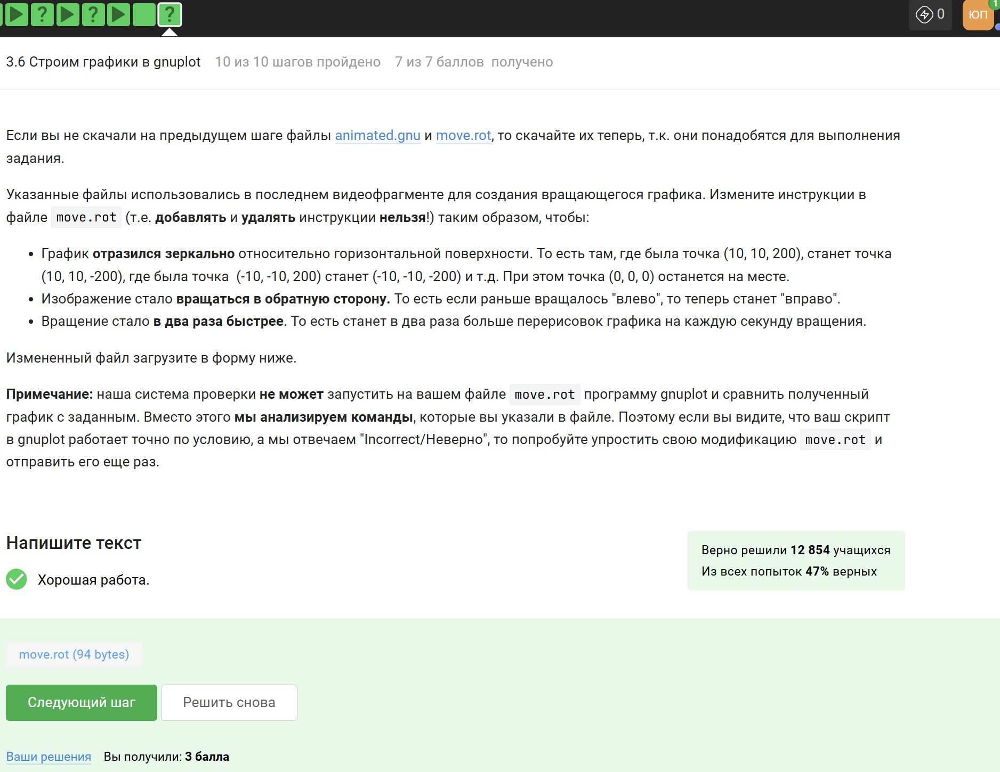 ? ? ?
0
ЮП
1
3.6 Строим графики в gnuplot 10 из 10 шагов пройдено 7 из 7 баллов получено
Если вы не скачали на предыдущем шаге файлы animated.gnu и move.rot, то скачайте их теперь, т.к. они понадобятся для выполнения
задания.
Указанные файлы использовались в последнем видеофрагменте для создания вращающегося графика. Измените инструкции в
файле move.rot (т.е. добавлять и удалять инструкции нельзя!) таким образом, чтобы:
• График отразился зеркально относительно горизонтальной поверхности. То есть там, где была точка (10, 10, 200), станет точка
(10, 10, -200), где была точка (-10, -10, 200) станет (-10, -10, -200) и т.д. При этом точка (0, 0, 0) останется на месте.
• Изображение стало вращаться в обратную сторону. То есть если раньше вращалось "влево", то теперь станет "вправо".
• Вращение стало в два раза быстрее. То есть станет в два раза больше перерисовок графика на каждую секунду вращения.
Измененный файл загрузите в форму ниже.
Примечание: наша система проверки не может запустить на вашем файле move.rot программу gnuplot и сравнить полученный
график с заданным. Вместо этого мы анализируем команды, которые вы указали в файле. Поэтому если вы видите, что ваш скрипт
в gnuplot работает точно по условию, а мы отвечаем "Incorrect/Неверно", то попробуйте упростить свою модификацию move.rot и
отправить его еще раз.
Напишите текст
Хорошая работа.
Верно решили 12 854 учащихся
Из всех попыток 47% верных
move.rot (94 bytes)
Следующий шаг Решить снова
Ваши решения Вы получили: 3 балла